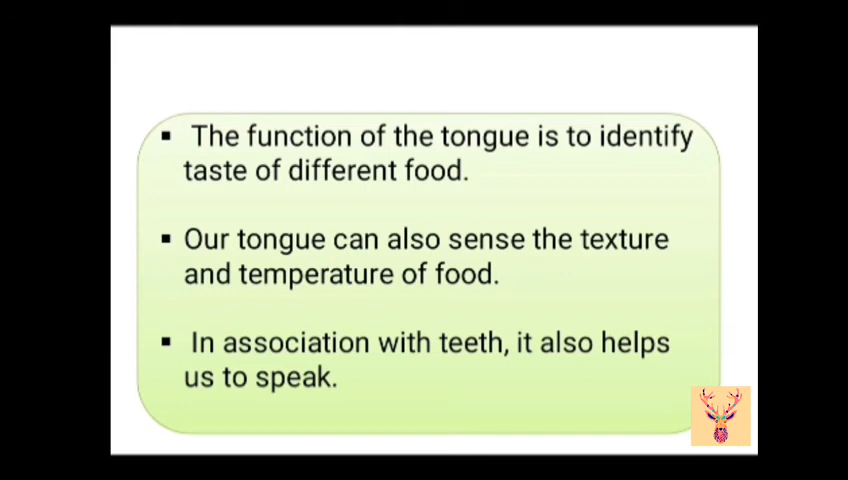 ▪ The function of the tongue is to identify
taste of different food.
▪ Our tongue can also sense the texture
and temperature of food.
▪ In association with teeth, it also helps
us to speak.